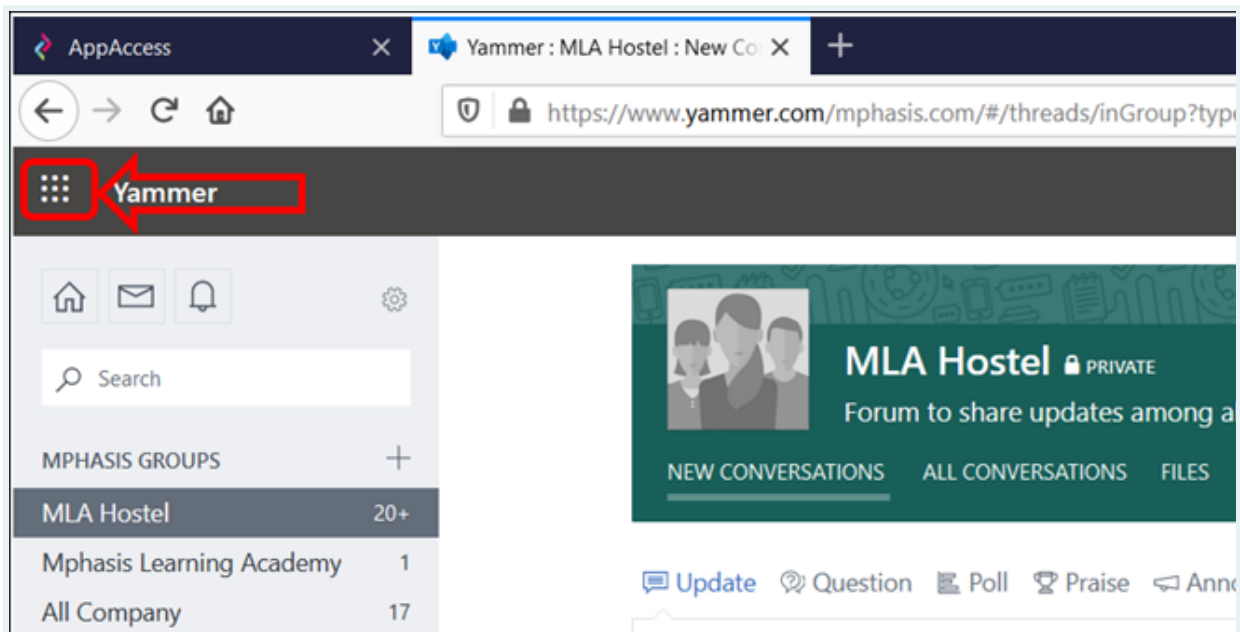 AppAccess
Yammer : MLA Hostel : New Co
https://www.yammer.com/mphasis.com/#/threads/inGroup?type
Yammer
Search
MPHASIS GROUPS
MLA Hostel 20+
Mphasis Learning Academy 1
All Company 17
MLA Hostel PRIVATE
Forum to share updates among a
NEW CONVERSATIONS ALL CONVERSATIONS FILES
Update Question Poll Praise Anno